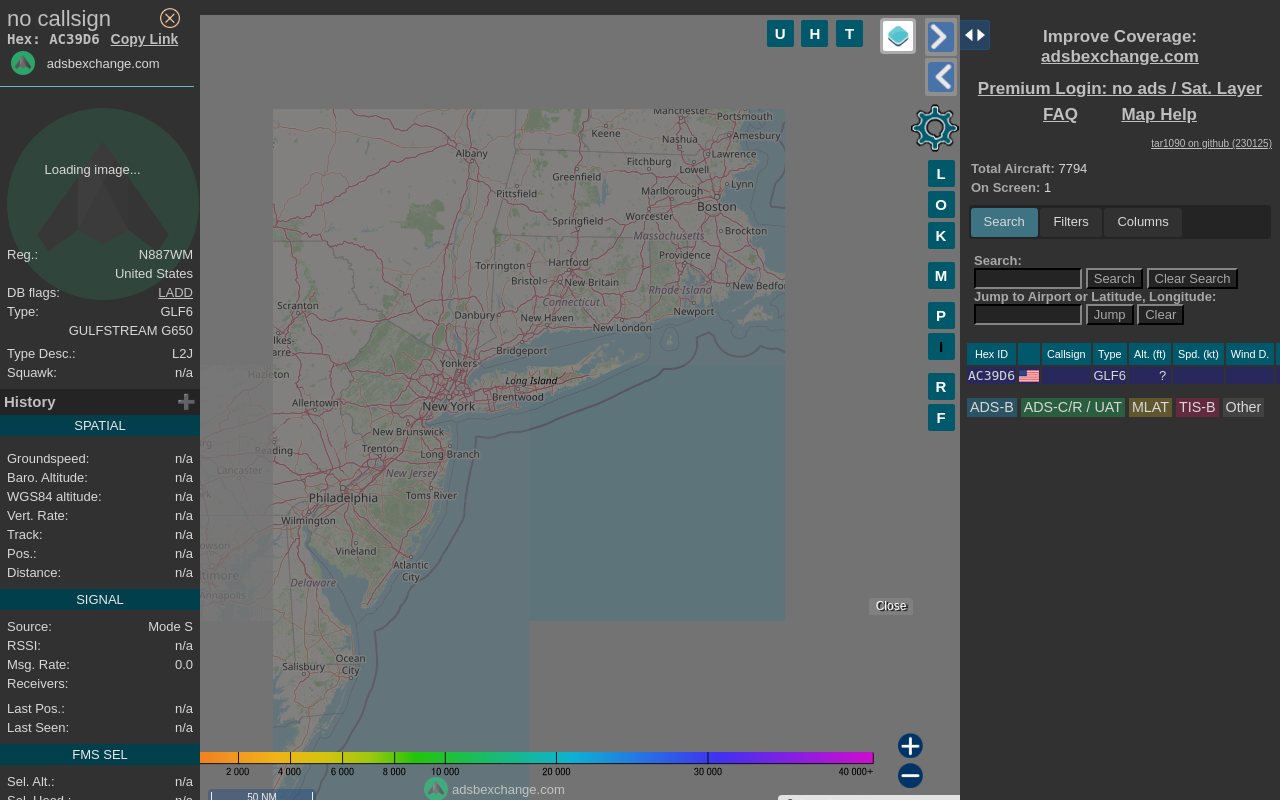 no callsign
Hex: AC39D6 Copy Link
adsbexchange.com
Loading image...
Reg.: N887WM
United States
DB flags: LADD
Type: GLF6
GULFSTREAM G650
Type Desc.: L2J
Squawk: n/a
History
SPATIAL
Groundspeed: n/a
Baro. Altitude: n/a
WGS84 altitude: n/a
Vert. Rate: n/a
Track: n/a
Pos.: n/a
Distance: n/a
SIGNAL
Source: Mode S
RSSI: n/a
Msg. Rate: 0.0
Receivers:
Last Pos.: n/a
Last Seen: n/a
FMS SEL
Sel. Alt.: n/a
Sel. Head.: n/a
U H T
Manchester
Portsmouth
Keene
Nashua
Amesbury
Albany
Fitchburg
Lawrence
Lowell
Greenfield
Lynn
Pittsfield
Marlborough
Boston
Worcester
Springfield
Brockton
Massachusetts
Providence
Torrington
Hartford
Bristol
New Britain
New Bedfo
Rhode Island
Connecticut
Scranton
Danbury
New Haven
Newport
New London
lkes-
arre
Bridgeport
Yonkers
Hazleton
Long Island
Brentwood
Allentown
New York
New Brunswick
Reading
Trenton
Long Branch
Lancaster
New Jersey
rk
Philadelphia
Toms River
Wilmington
Vineland
Atlantic
City
ltimore
Delaware
Annapolis
Ocean
City
Salisbury
L
O
K
M
P
I
R
F
Close
2 000 4 000 6 000 8 000 10 000 20 000 30 000 40 000+
adsbexchange.com
50 NM
Improve Coverage:
adsbexchange.com
Premium Login: no ads / Sat. Layer
FAQ Map Help
tar1090 on github (230125)
Total Aircraft: 7794
On Screen: 1
Search Filters Columns
Search:
Search Clear Search
Jump to Airport or Latitude, Longitude:
Jump Clear
Hex ID Callsign Type Alt. (ft) Spd. (kt) Wind D.
AC39D6 GLF6 ?
ADS-B ADS-C/R / UAT MLAT TIS-B Other